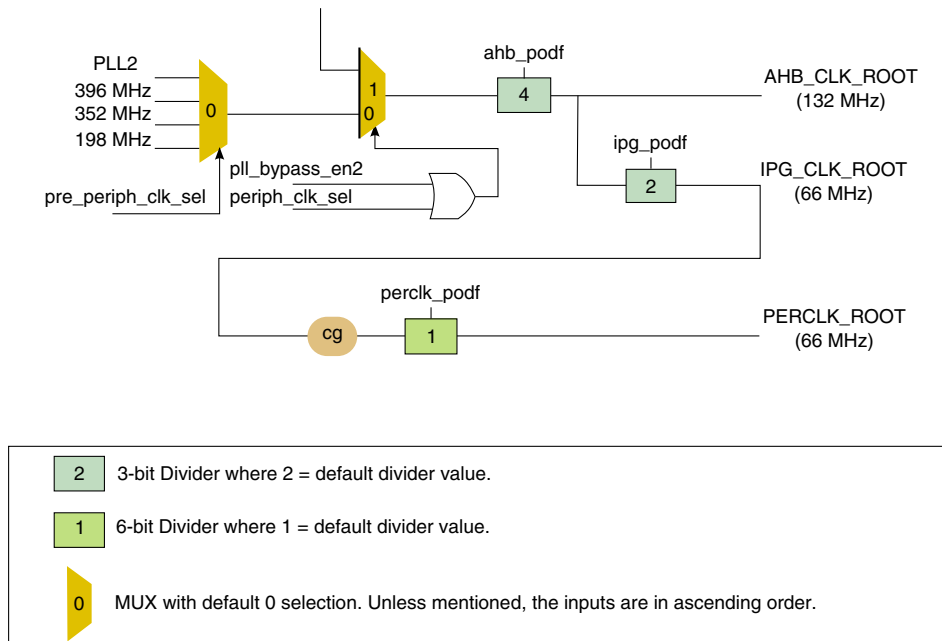 PLL2
396 MHz
352 MHz
198 MHz
0
pre_periph_clk_sel
1
0
pll_bypass_en2
periph_clk_sel
ahb_podf
4
AHB_CLK_ROOT
(132 MHz)
ipg_podf
2
IPG_CLK_ROOT
(66 MHz)
cg
perclk_podf
1
PERCLK_ROOT
(66 MHz)
2 3-bit Divider where 2 = default divider value.
1 6-bit Divider where 1 = default divider value.
0 MUX with default 0 selection. Unless mentioned, the inputs are in ascending order.